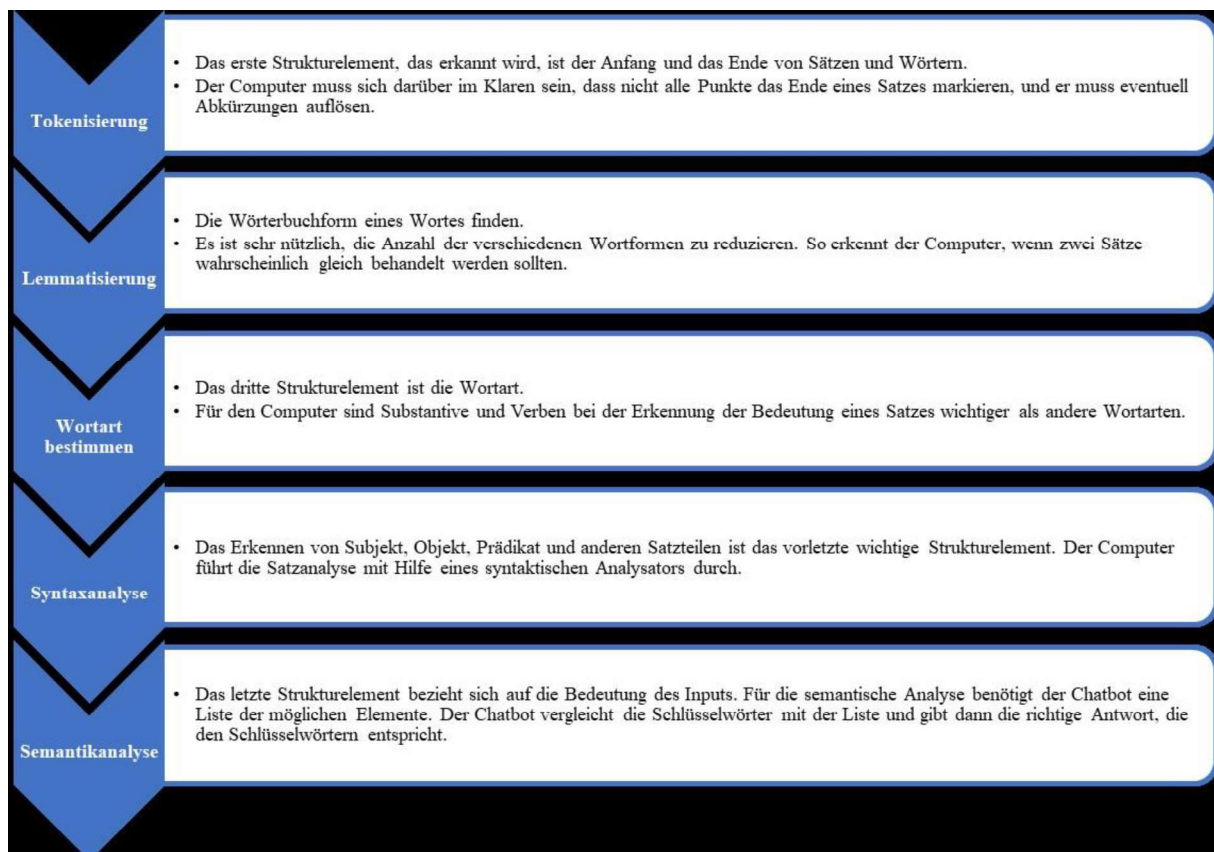 Tokenisierung
• Das erste Strukturelement, das erkannt wird, ist der Anfang und das Ende von Sätzen und Wörtern.
• Der Computer muss sich darüber im Klaren sein, dass nicht alle Punkte das Ende eines Satzes markieren, und er muss eventuell
Abkürzungen auflösen.
Lemmatisierung
• Die Wörterbuchform eines Wortes finden.
• Es ist sehr nützlich, die Anzahl der verschiedenen Wortformen zu reduzieren. So erkennt der Computer, wenn zwei Sätze
wahrscheinlich gleich behandelt werden sollten.
Wortart
bestimmen
• Das dritte Strukturelement ist die Wortart.
• Für den Computer sind Substantive und Verben bei der Erkennung der Bedeutung eines Satzes wichtiger als andere Wortarten.
Syntaxanalyse
• Das Erkennen von Subjekt, Objekt, Prädikat und anderen Satzteilen ist das vorletzte wichtige Strukturelement. Der Computer
führt die Satzanalyse mit Hilfe eines syntaktischen Analysators durch.
Semantikanalyse
• Das letzte Strukturelement bezieht sich auf die Bedeutung des Inputs. Für die semantische Analyse benötigt der Chatbot eine
Liste der möglichen Elemente. Der Chatbot vergleicht die Schlüsselwörter mit der Liste und gibt dann die richtige Antwort, die
den Schlüsselwörtern entspricht.